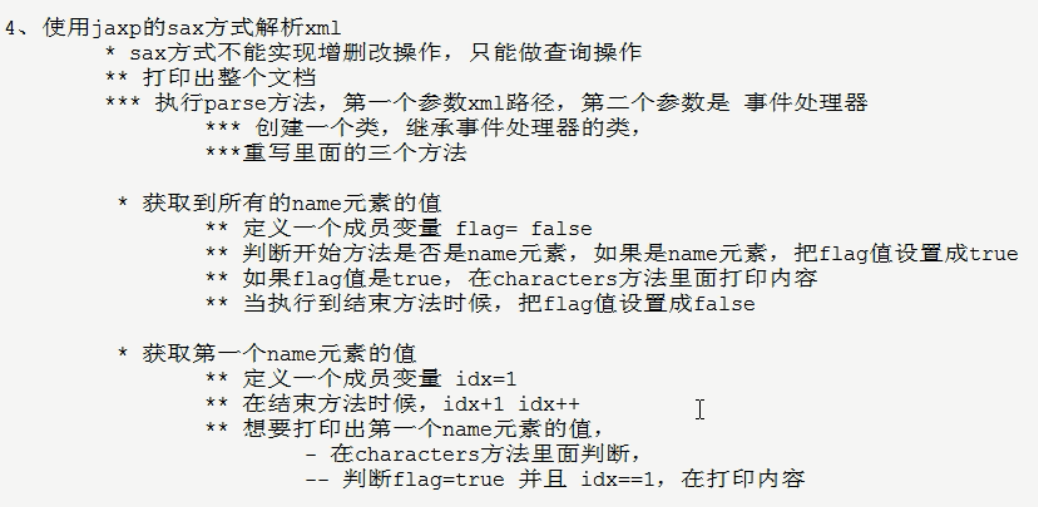 4、使用jaxp的sax方式解析xml
* sax方式不能实现增删改操作，只能做查询操作
** 打印出整个文档
*** 执行parse方法，第一个参数xml路径，第二个参数是 事件处理器
*** 创建一个类，继承事件处理器的类，
***重写里面的三个方法
* 获取到所有的name元素的值
** 定义一个成员变量 flag= false
** 判断开始方法是否是name元素，如果是name元素，把flag值设置成true
** 如果flag值是true，在characters方法里面打印内容
** 当执行到结束方法时候，把flag值设置成false
* 获取第一个name元素的值
** 定义一个成员变量 idx=1
** 在结束方法时候，idx+1 idx++
** 想要打印出第一个name元素的值，
- 在characters方法里面判断，
-- 判断flag=true 并且 idx==1，在打印内容